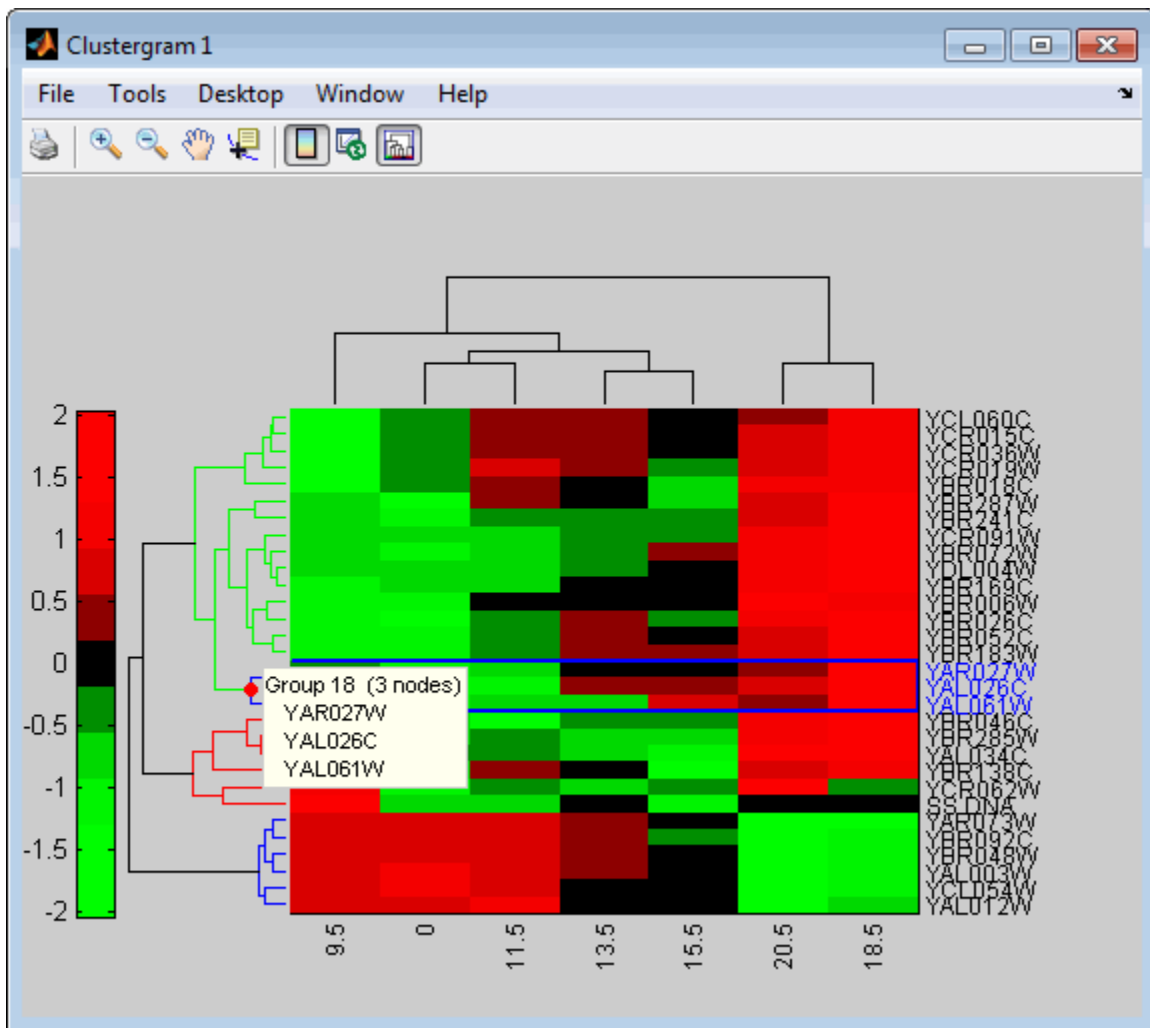 Clustergram 1
File Tools Desktop Window Help
2
1.5
1
0.5
0
-0.5
-1
-1.5
-2
Group 18 (3 nodes)
YAR027W
YAL026C
YAL061W
YCL060C
YCR015C
YCR036W
YCR019W
YBR018C
YBR287W
YBR241C
YCR091W
YBR072W
YDL004W
YBR169C
YBR006W
YBR026C
YBR052C
YBR183W
YAR027W
YAL026C
YAL061W
YBR046C
YBR285W
YAL034C
YBR138C
YCR062W
SS DNA
YAR073W
YBR092C
YBR048W
YAL003W
YCL054W
YAL012W
9.5
0
11.5
13.5
15.5
20.5
18.5